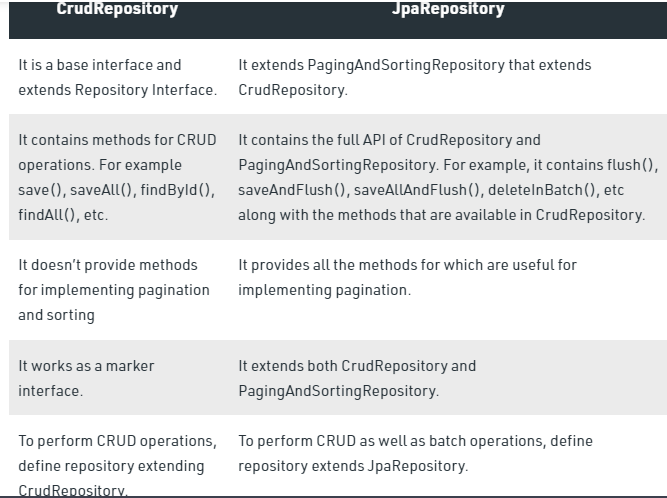 CrudRepository JpaRepository
It is a base interface and
extends Repository Interface.
It extends PagingAndSortingRepository that extends
CrudRepository.
It contains methods for CRUD
operations. For example
save(), saveAll(), findById(),
findAll(), etc.
It contains the full API of CrudRepository and
PagingAndSortingRepository. For example, it contains flush(),
saveAndFlush(), saveAllAndFlush(), deleteInBatch(), etc
along with the methods that are available in CrudRepository.
It doesn’t provide methods
for implementing pagination
and sorting
It provides all the methods for which are useful for
implementing pagination.
It works as a marker
interface.
It extends both CrudRepository and
PagingAndSortingRepository.
To perform CRUD operations,
define repository extending
CrudRepository.
To perform CRUD as well as batch operations, define
repository extends JpaRepository.